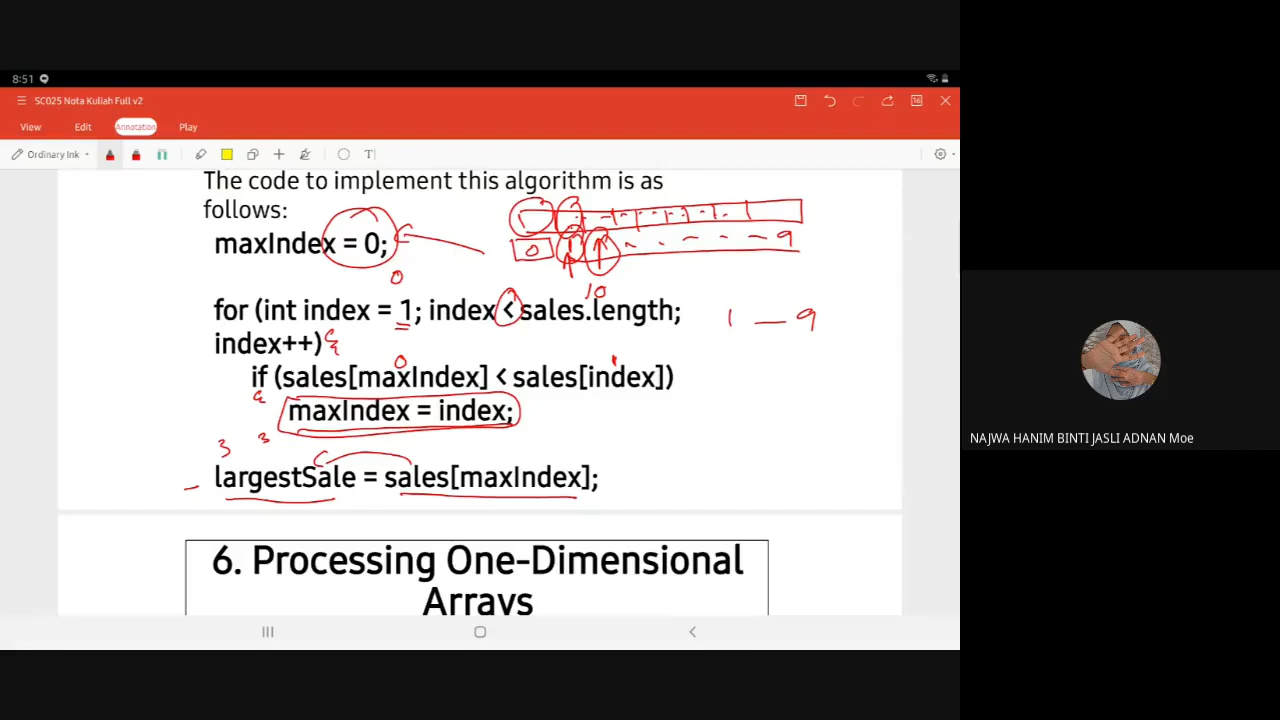 8:51
SC025 Nota Kuliah Full v2
16
View Edit Annotation Play
Ordinary Ink
The code to implement this algorithm is as
follows:
maxIndex = 0;
0
0 9
10
for (int index = 1; index < sales.length;
1 — 9
index++)
0
if (sales[maxIndex] < sales[index])
maxIndex = index;
largestSale = sales[maxIndex];
NAJWA HANIM BINTI JASLI ADNAN Moe
6. Processing One-Dimensional
Arrays